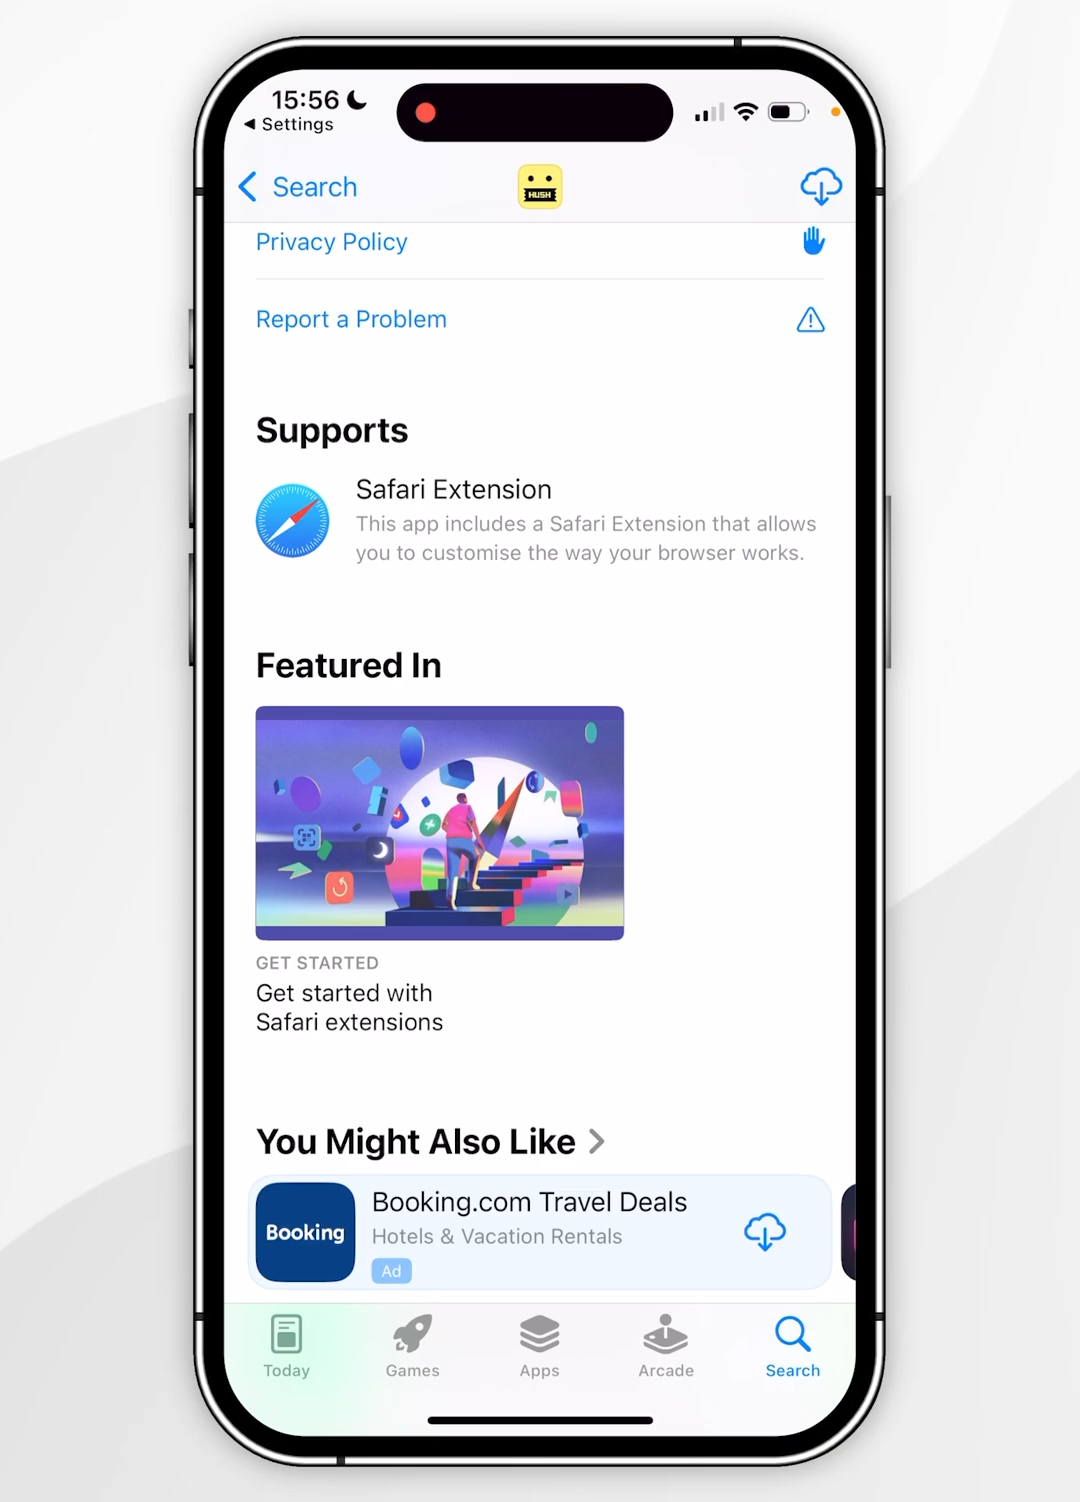 15:56
◀ Settings
Search
HUSH
Privacy Policy
Report a Problem
Supports
Safari Extension
This app includes a Safari Extension that allows
you to customise the way your browser works.
Featured In
GET STARTED
Get started with
Safari extensions
You Might Also Like
Booking
Booking.com Travel Deals
Hotels & Vacation Rentals
Ad
Today
Games
Apps
Arcade
Search